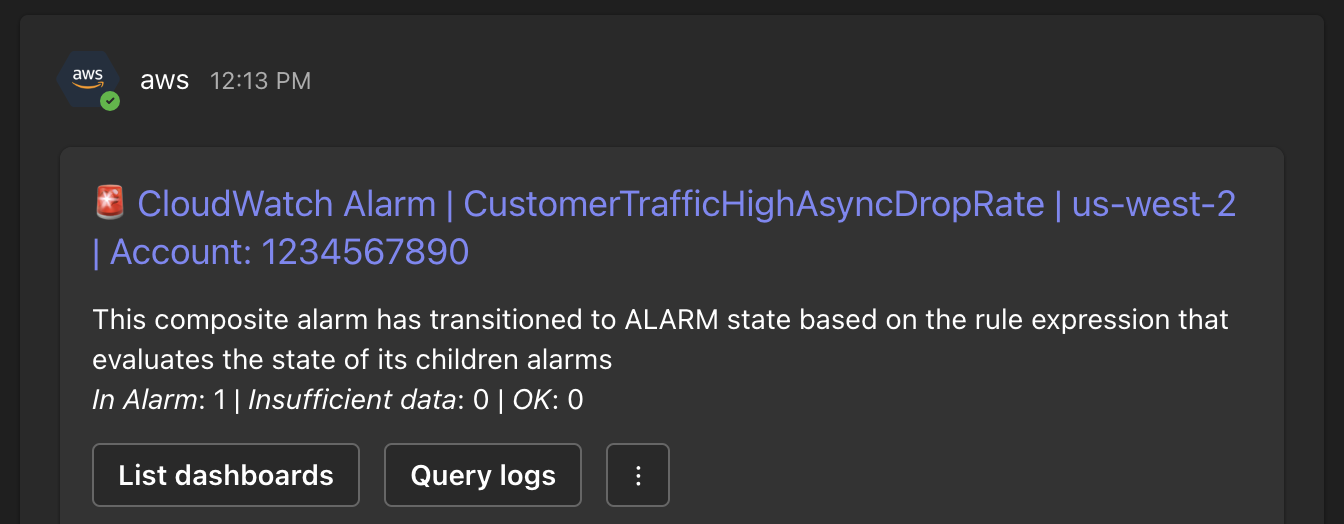 aws
aws 12:13 PM
🚨 CloudWatch Alarm | CustomerTrafficHighAsyncDropRate | us-west-2
| Account: 1234567890
This composite alarm has transitioned to ALARM state based on the rule expression that
evaluates the state of its children alarms
In Alarm: 1 | Insufficient data: 0 | OK: 0
List dashboards Query logs ⋮